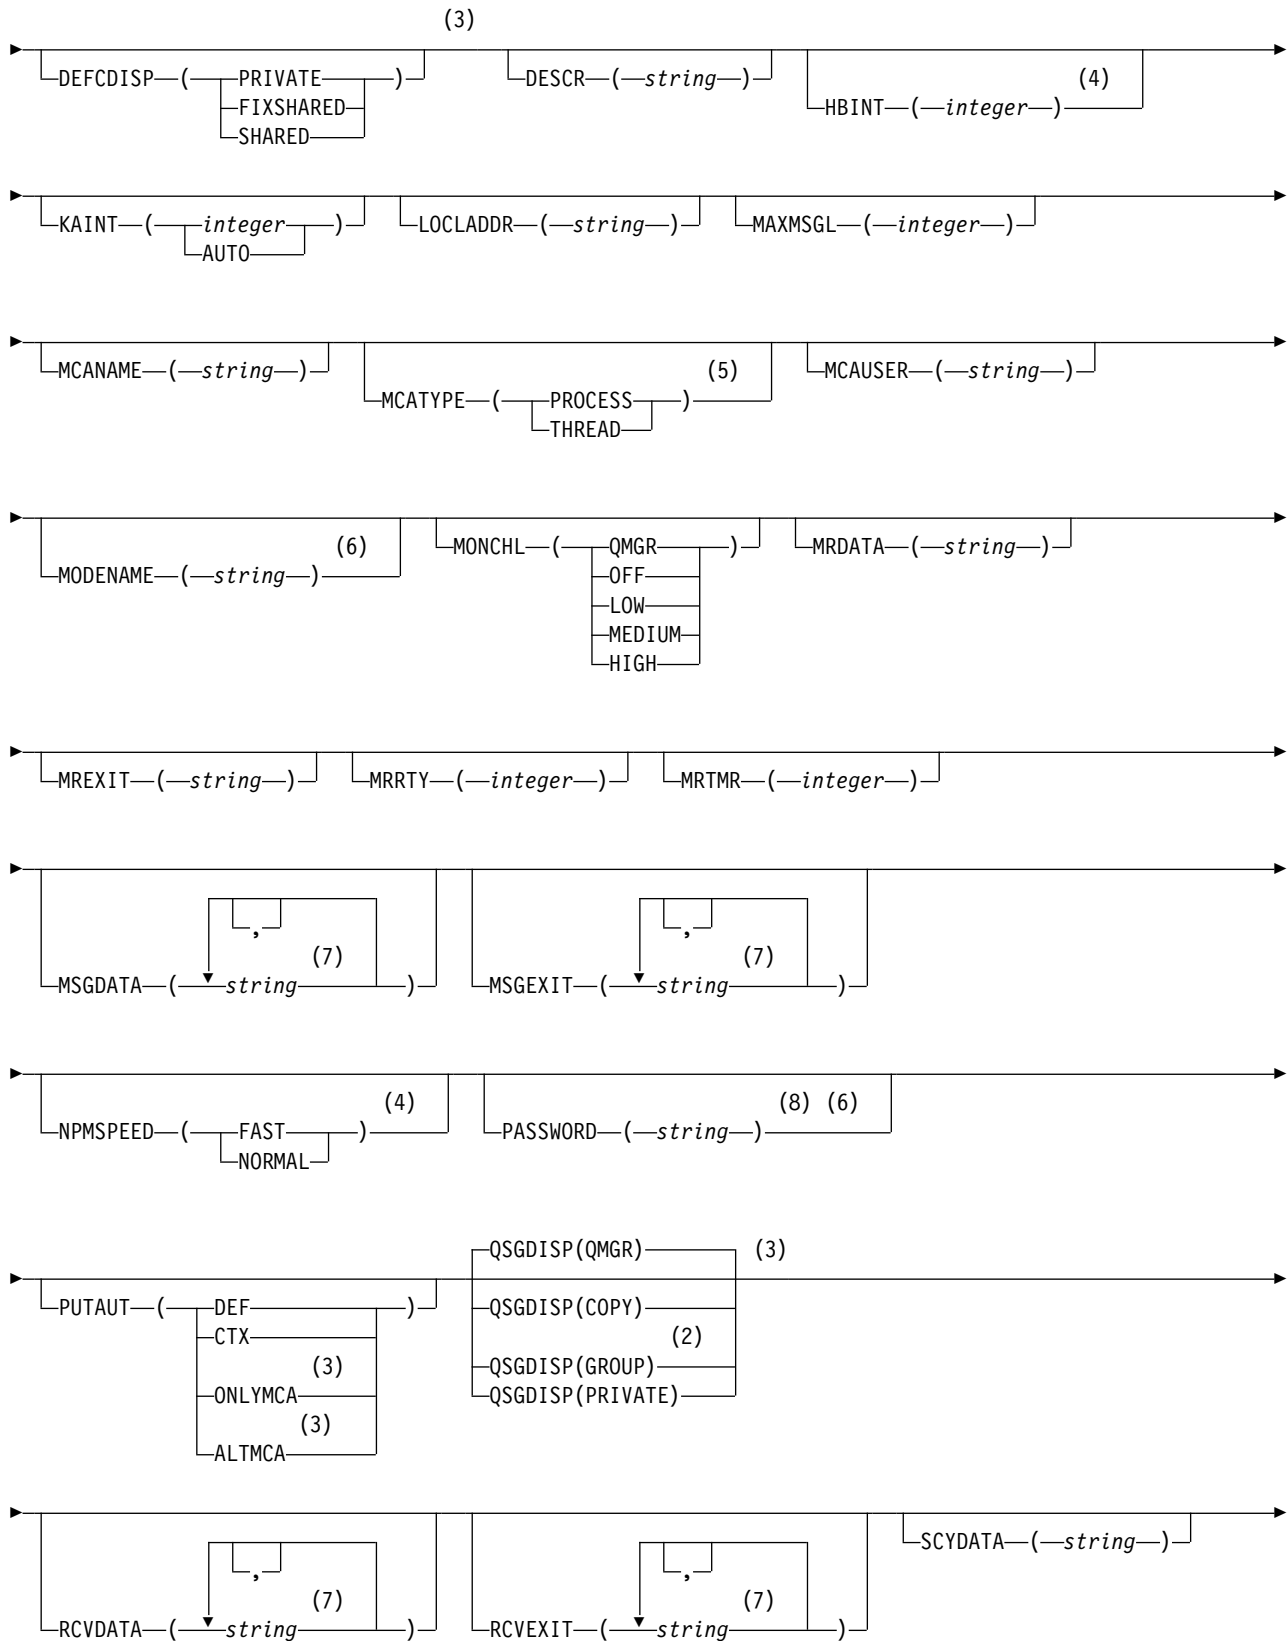 (3)
DEFCDISP ( PRIVATE ) DESCR ( string ) (4)
FIXSHARED HBINT ( integer )
SHARED
KAINT ( integer ) LOCLADDR ( string ) MAXMSGL ( integer )
AUTO
MCANAME ( string ) (5) MCAUSER ( string )
MCATYPE ( PROCESS )
THREAD
(6) MONCHL ( QMGR ) MRDATA ( string )
MODENAME ( string ) OFF
LOW
MEDIUM
HIGH
MREXIT ( string ) MRRTY ( integer ) MRTMR ( integer )
, ,
(7) (7)
MSGDATA ( string ) MSGEXIT ( string )
(4) (8) (6)
NPMSPEED ( FAST ) PASSWORD ( string )
NORMAL
QSGDISP(QMGR) (3)
PUTAUT ( DEF ) QSGDISP(COPY)
CTX (2)
(3) QSGDISP(GROUP)
ONLYMCA QSGDISP(PRIVATE)
(3)
ALTMCA
SCYDATA ( string )
, ,
(7) (7)
RCVDATA ( string ) RCVEXIT ( string )